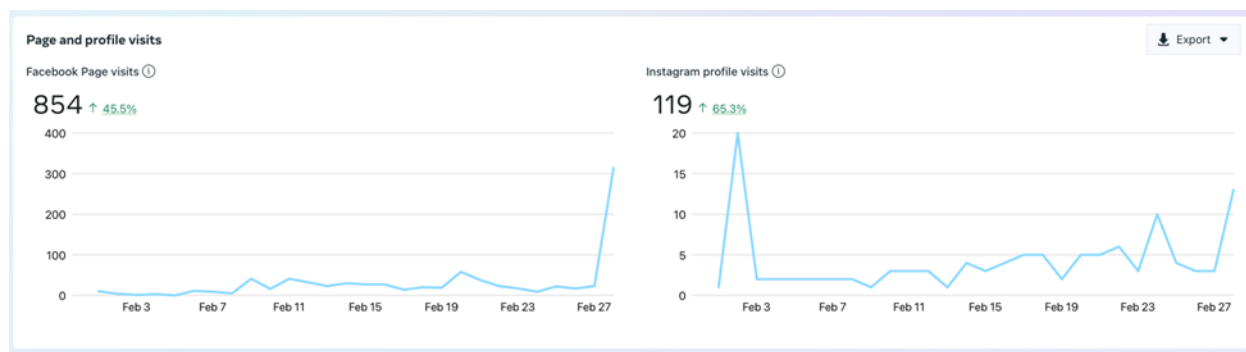 Page and profile visits
Export
Facebook Page visits
Instagram profile visits
854 ↑ 45.5%
119 ↑ 65.3%
400
300
200
100
0
Feb 3 Feb 7 Feb 11 Feb 15 Feb 19 Feb 23 Feb 27
20
15
10
5
0
Feb 3 Feb 7 Feb 11 Feb 15 Feb 19 Feb 23 Feb 27